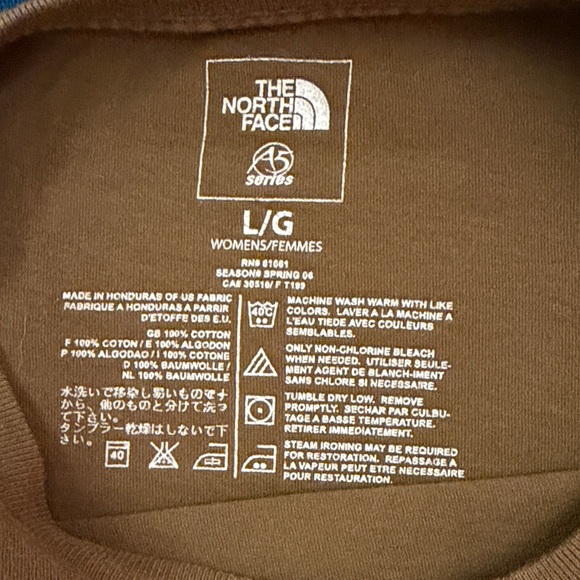 THE
NORTH
FACE
A5
series
L/G
WOMENS/FEMMES
RN# 61661
SEASON# SPRING 06
CA# 30516/ F T199
MADE IN HONDURAS OF US FABRIC
FABRIQUE A HONDURAS A PARRIR
D'ETOFFE DES E.U.
GB 100% COTTON
F 100% COTON / E 100% ALGODON
P 100% ALGODAO / I 100% COTONE
D 100% BAUMWOLLE /
NL 100% BAUMWOLLE
水洗いで移染し易いものです
から、他のものと分けて洗っ
て下さい。
タンブラー乾燥はしないで下
さい。
40
40C
MACHINE WASH WARM WITH LIKE
COLORS. LAVER A LA MACHINE A
L'EAU TIEDE AVEC COULEURS
SEMBLABLES.
ONLY NON-CHLORINE BLEACH
WHEN NEEDED. UTILISER SEULE-
MENT AGENT DE BLANCH-IMENT
SANS CHLORE SI NECESSAIRE.
TUMBLE DRY LOW. REMOVE
PROMPTLY. SECHAR PAR CULBU-
TAGE A BASSE TEMPERATURE.
RETIRER IMMEDIATEMENT.
STEAM IRONING MAY BE REQUIRED
FOR RESTORATION. REPASSAGE A
LA VAPEUR PEUT ETRE NECESSAIRE
POUR RESTAURATION.